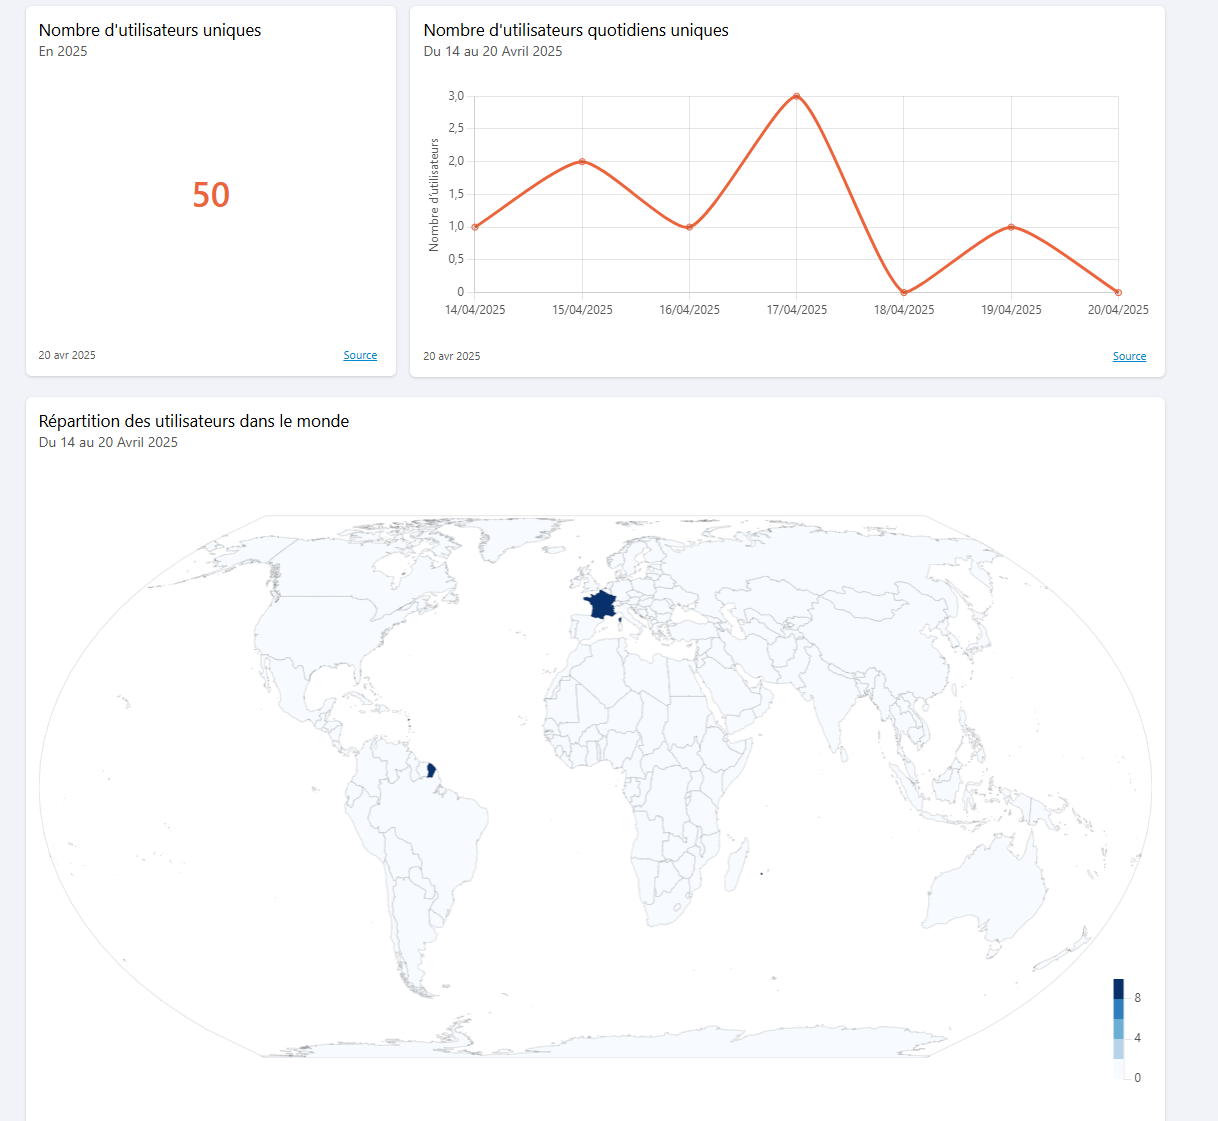 Nombre d'utilisateurs uniques
En 2025
50
20 avr 2025
Source
Nombre d'utilisateurs quotidiens uniques
Du 14 au 20 Avril 2025
Nombre d'utilisateurs
3,0
2,5
2,0
1,5
1,0
0,5
0
14/04/2025 15/04/2025 16/04/2025 17/04/2025 18/04/2025 19/04/2025 20/04/2025
20 avr 2025
Source
Répartition des utilisateurs dans le monde
Du 14 au 20 Avril 2025
8
4
0